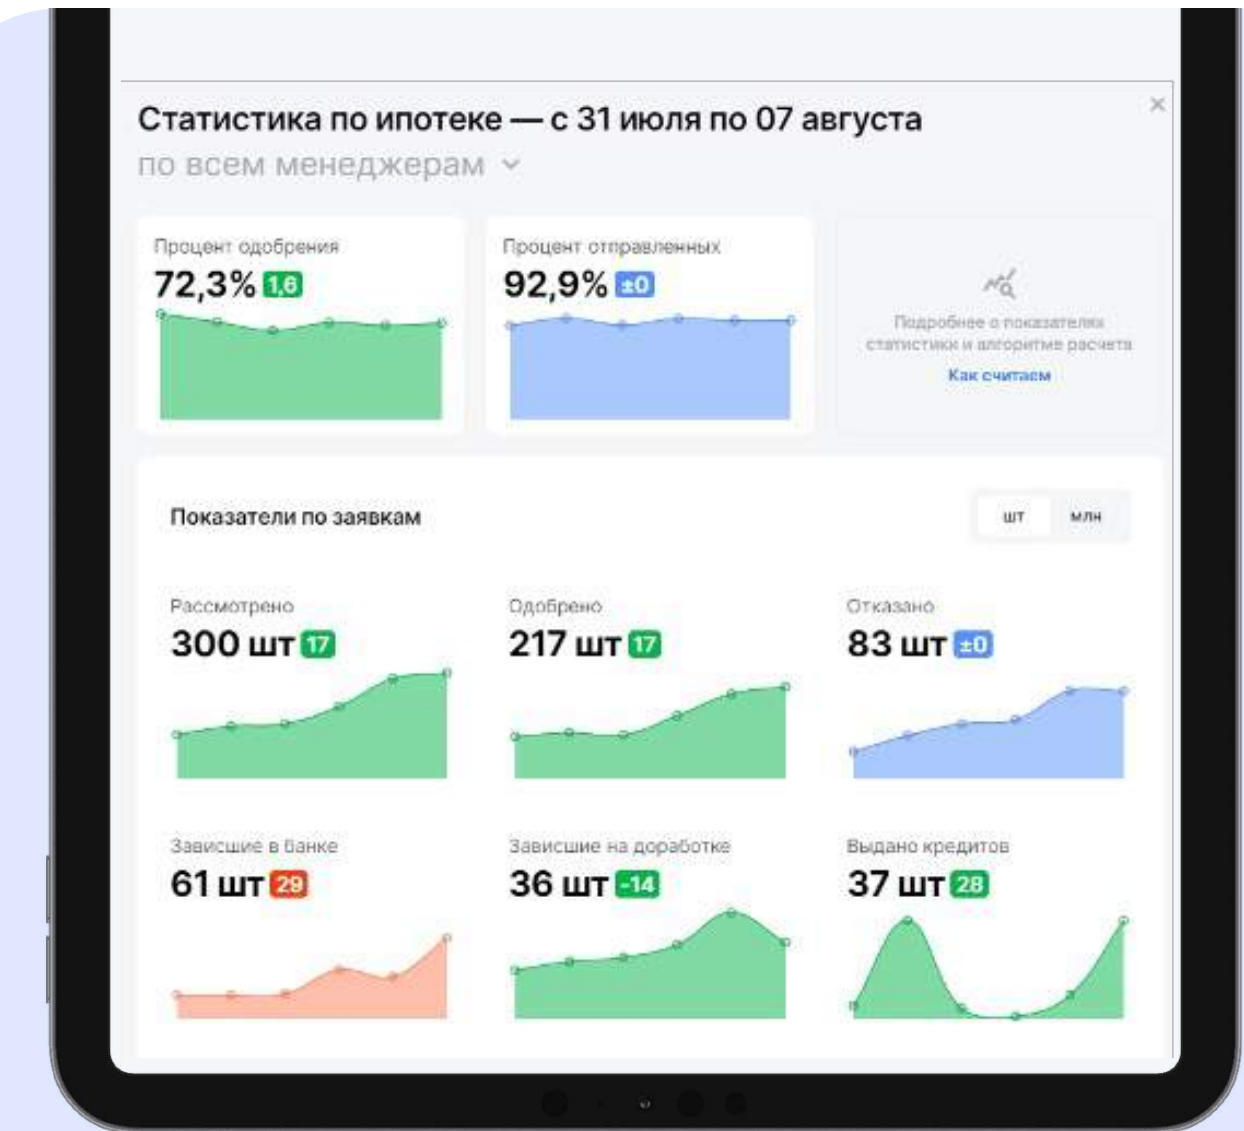 Статистика по ипотеке — с 31 июля по 07 августа
по всем менеджерам
Процент одобрения
72,3% 1,6
Процент отправленных
92,9% ±0
Подробнее о показателях
статистики и алгоритме расчета
Как считаем
Показатели по заявкам
шт млн
Рассмотрено
300 шт 17
Одобрено
217 шт 17
Отказано
83 шт ±0
Зависшие в банке
61 шт 29
Зависшие на доработке
36 шт -14
Выдано кредитов
37 шт 28